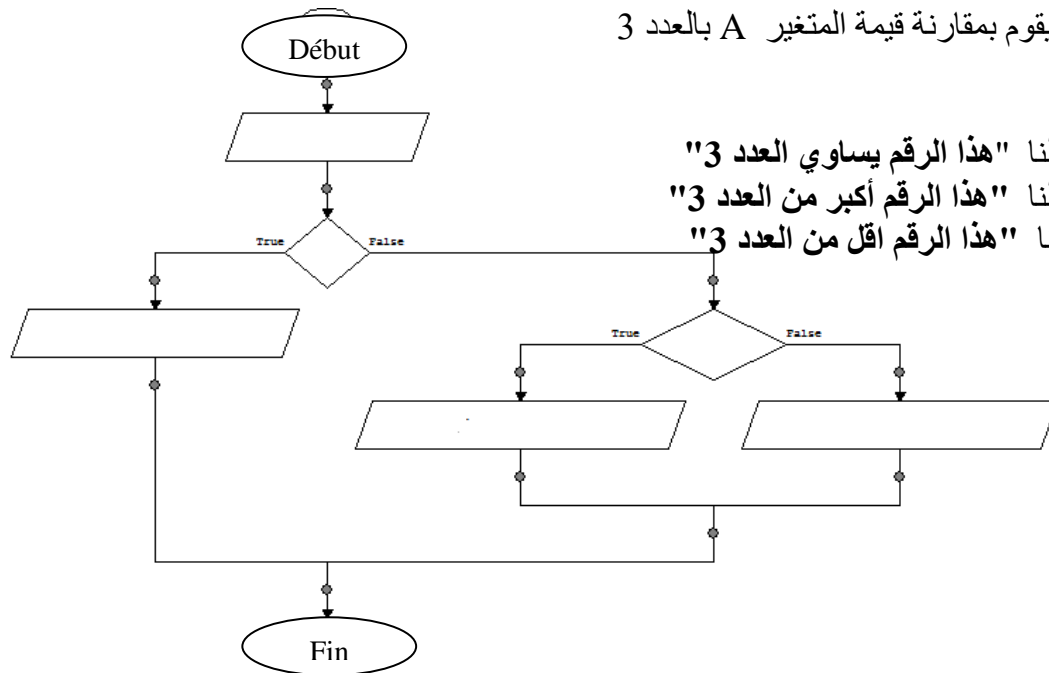 يقوم بمقارنة قيمة المتغير A بالعدد 3
Début
"هذا الرقم يساوي العدد 3"
"هذا الرقم أكبر من العدد 3"
"هذا الرقم اقل من العدد 3"
True
False
True
False
Fin